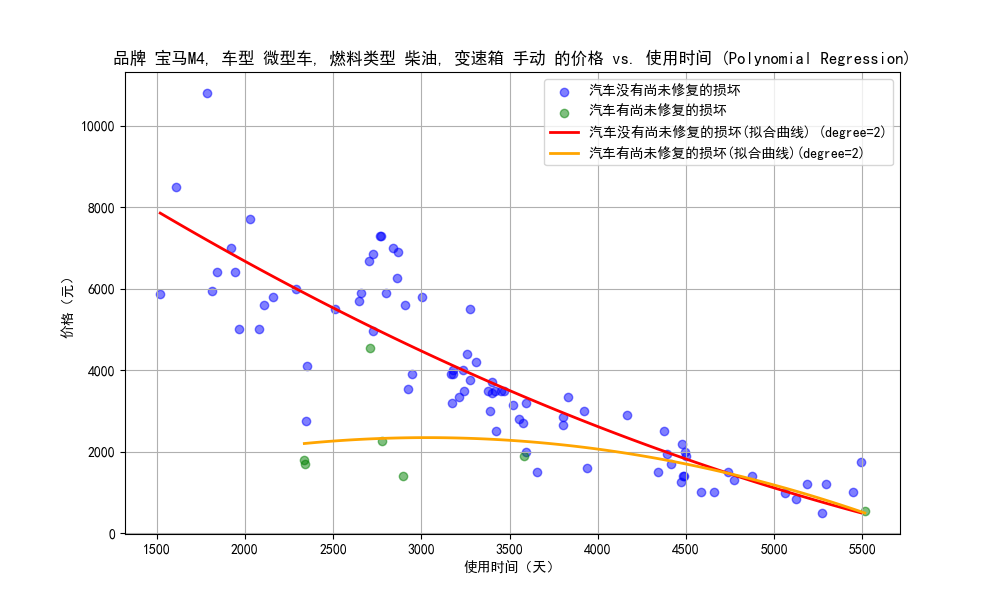 品牌 宝马M4, 车型 微型车, 燃料类型 柴油, 变速箱 手动 的价格 vs. 使用时间 (Polynomial Regression)
汽车没有尚未修复的损坏
汽车有尚未修复的损坏
汽车没有尚未修复的损坏(拟合曲线) (degree=2)
汽车有尚未修复的损坏(拟合曲线)(degree=2)
价格（元）
10000
8000
6000
4000
2000
0
1500 2000 2500 3000 3500 4000 4500 5000 5500
使用时间（天）